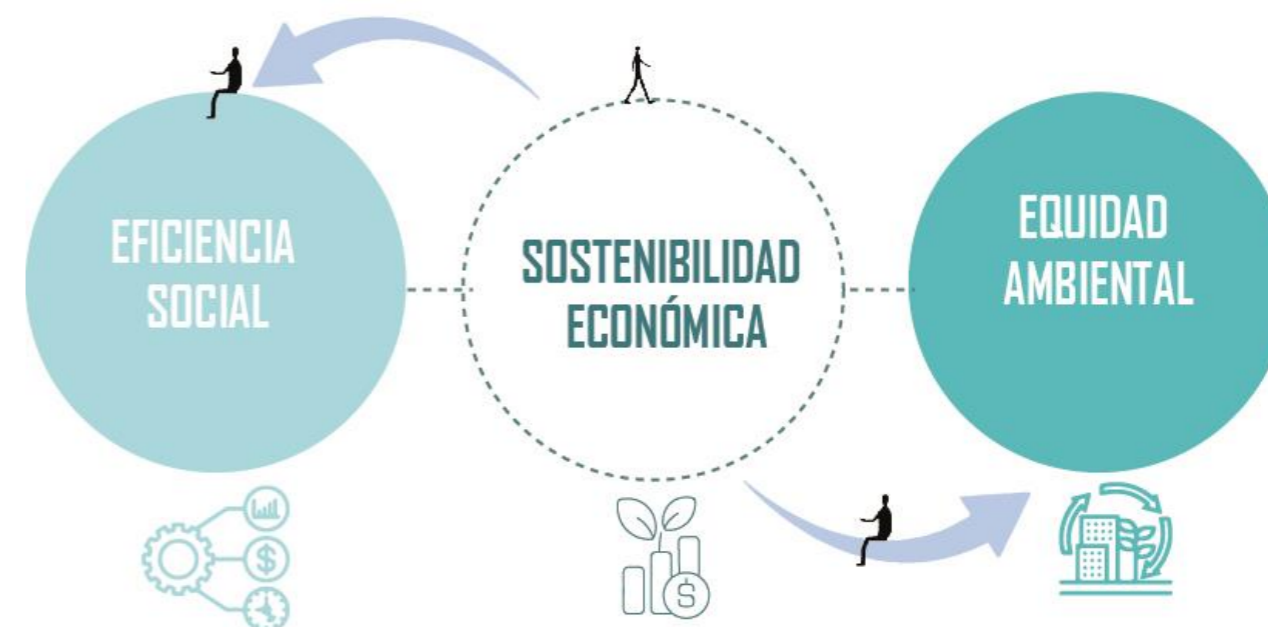 EFICIENCIA
SOCIAL
SOSTENIBILIDAD
ECONÓMICA
EQUIDAD
AMBIENTAL
$
$